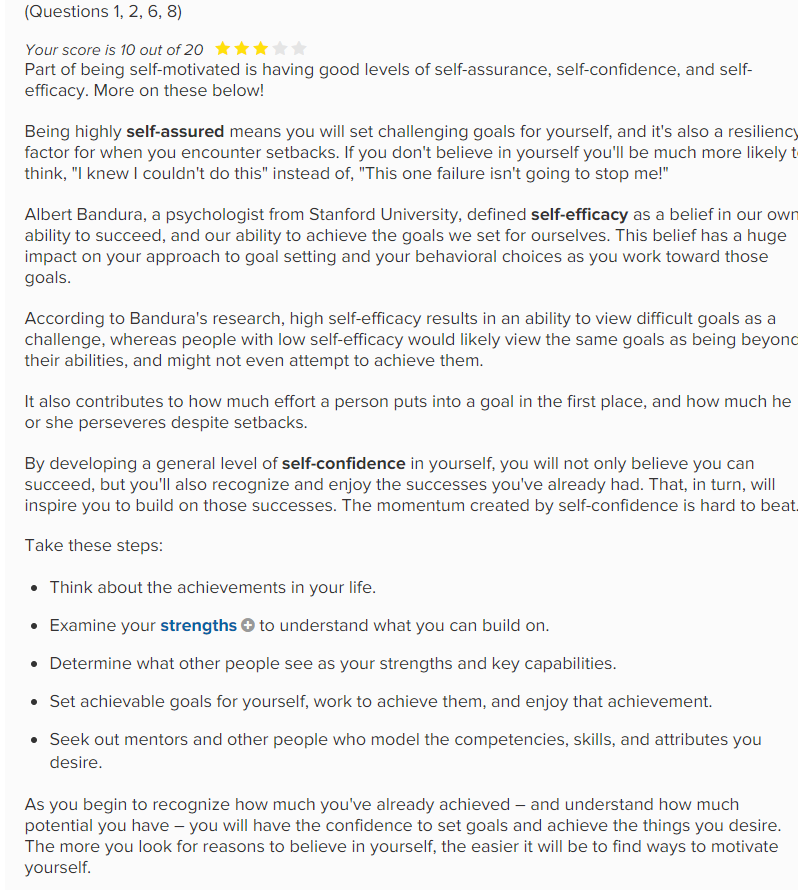 (Questions 1, 2, 6, 8)
Your score is 10 out of 20
Part of being self-motivated is having good levels of self-assurance, self-confidence, and self-
efficacy. More on these below!
Being highly self-assured means you will set challenging goals for yourself, and it's also a resiliency
factor for when you encounter setbacks. If you don't believe in yourself you'll be much more likely t
think, "I knew I couldn't do this" instead of, "This one failure isn't going to stop me!"
Albert Bandura, a psychologist from Stanford University, defined self-efficacy as a belief in our own
ability to succeed, and our ability to achieve the goals we set for ourselves. This belief has a huge
impact on your approach to goal setting and your behavioral choices as you work toward those
goals.
According to Bandura's research, high self-efficacy results in an ability to view difficult goals as a
challenge, whereas people with low self-efficacy would likely view the same goals as being beyond
their abilities, and might not even attempt to achieve them.
It also contributes to how much effort a person puts into a goal in the first place, and how much he
or she perseveres despite setbacks.
By developing a general level of self-confidence in yourself, you will not only believe you can
succeed, but you'll also recognize and enjoy the successes you've already had. That, in turn, will
inspire you to build on those successes. The momentum created by self-confidence is hard to beat.
Take these steps:
• Think about the achievements in your life.
• Examine your strengths to understand what you can build on.
• Determine what other people see as your strengths and key capabilities.
• Set achievable goals for yourself, work to achieve them, and enjoy that achievement.
• Seek out mentors and other people who model the competencies, skills, and attributes you
desire.
As you begin to recognize how much you've already achieved – and understand how much
potential you have – you will have the confidence to set goals and achieve the things you desire.
The more you look for reasons to believe in yourself, the easier it will be to find ways to motivate
yourself.